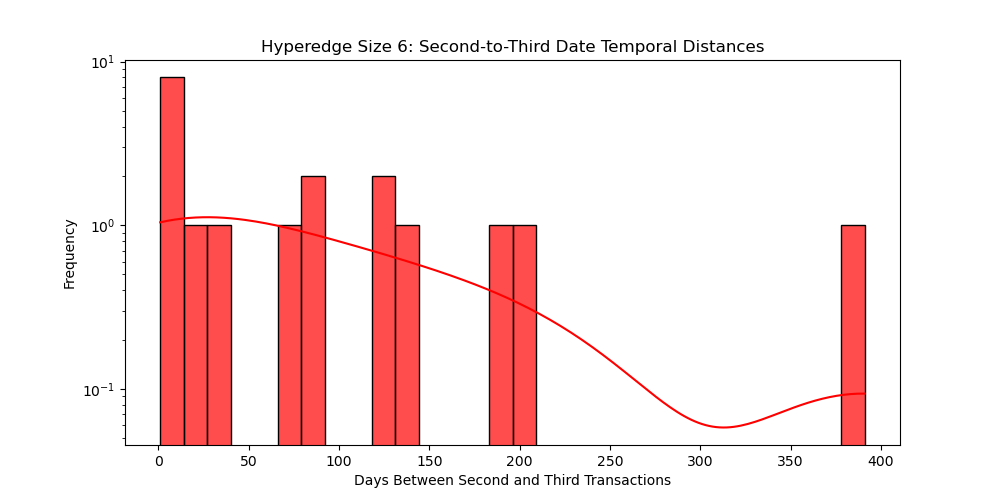 Hyperedge Size 6: Second-to-Third Date Temporal Distances
Frequency
10¹
10⁰
10⁻¹
0 50 100 150 200 250 300 350 400
Days Between Second and Third Transactions